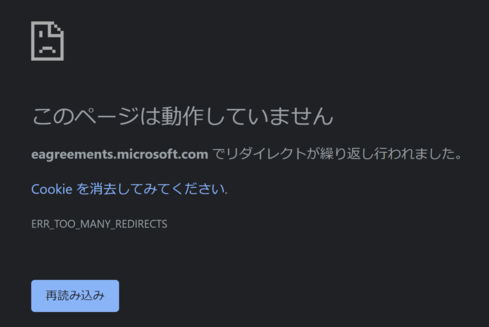 このページは動作していません
eagreements.microsoft.com でリダイレクトが繰り返し行われました。
Cookie を消去してみてください.
ERR_TOO_MANY_REDIRECTS
再読み込み